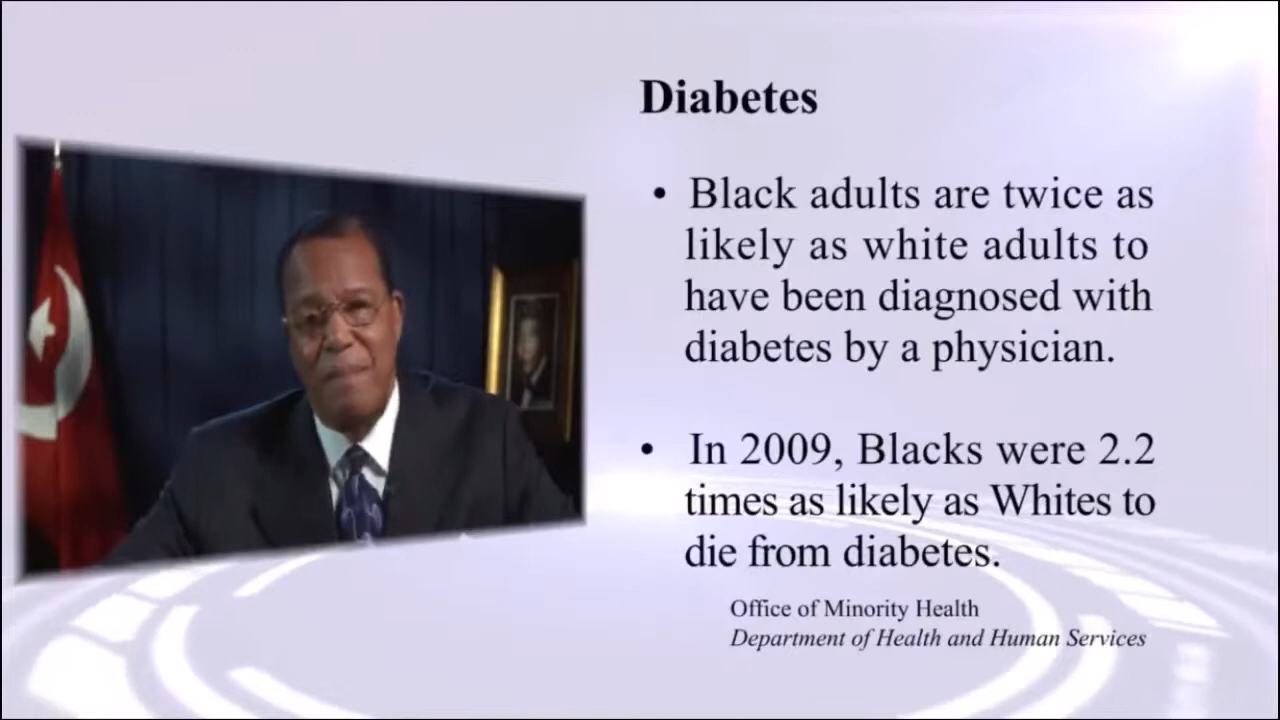 Diabetes
• Black adults are twice as
likely as white adults to
have been diagnosed with
diabetes by a physician.
• In 2009, Blacks were 2.2
times as likely as Whites to
die from diabetes.
Office of Minority Health
Department of Health and Human Services